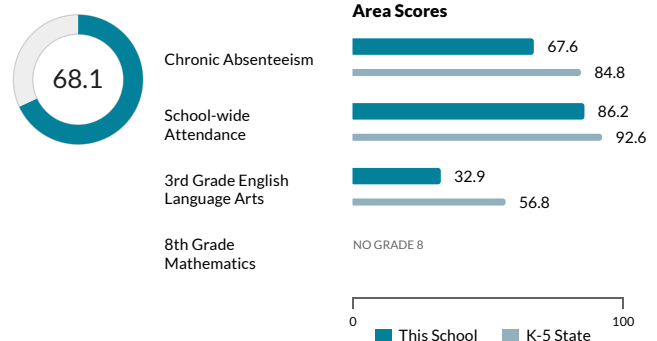 Area Scores
68.1
Chronic Absenteeism
67.6
84.8
School-wide
Attendance
86.2
92.6
3rd Grade English
Language Arts
32.9
56.8
8th Grade
Mathematics
NO GRADE 8
0
100
This School
K-5 State